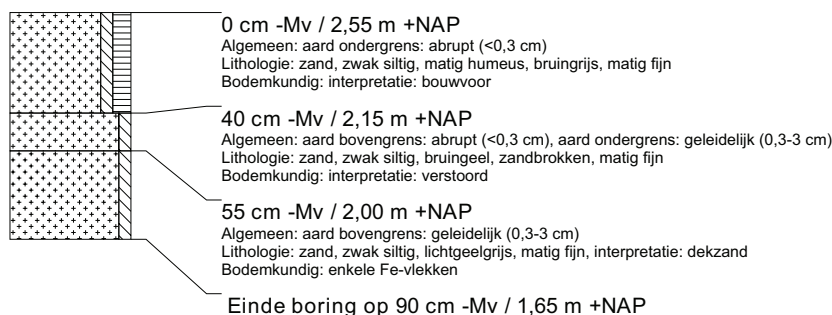 0 cm -Mv / 2,55 m +NAP
Algemeen: aard ondergrens: abrupt (<0,3 cm)
Lithologie: zand, zwak siltig, matig humeus, bruingrijs, matig fijn
Bodemkundig: interpretatie: bouwvoor
40 cm -Mv / 2,15 m +NAP
Algemeen: aard bovengrens: abrupt (<0,3 cm), aard ondergrens: geleidelijk (0,3-3 cm)
Lithologie: zand, zwak siltig, bruingeel, zandbrokken, matig fijn
Bodemkundig: interpretatie: verstoord
55 cm -Mv / 2,00 m +NAP
Algemeen: aard bovengrens: geleidelijk (0,3-3 cm)
Lithologie: zand, zwak siltig, lichtgeelgrijs, matig fijn, interpretatie: dekzand
Bodemkundig: enkele Fe-vlekken
Einde boring op 90 cm -Mv / 1,65 m +NAP